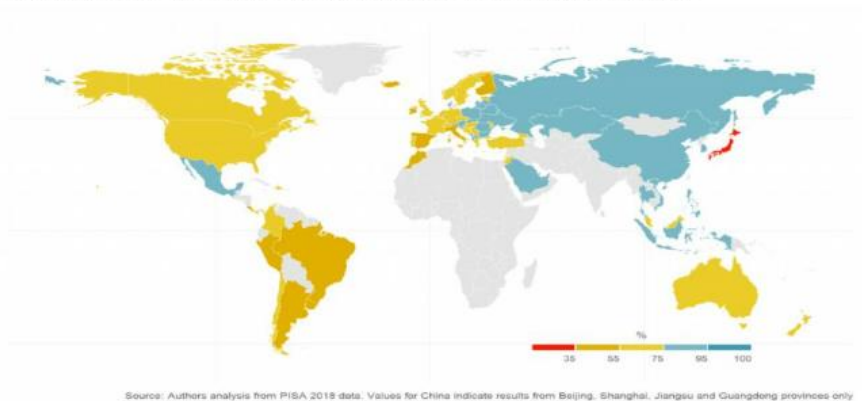 %
35 55 75 95 100
Source: Authors analysis from PISA 2018 data. Values for China indicate results from Beijing, Shanghai, Jiangsu and Guangdong provinces only